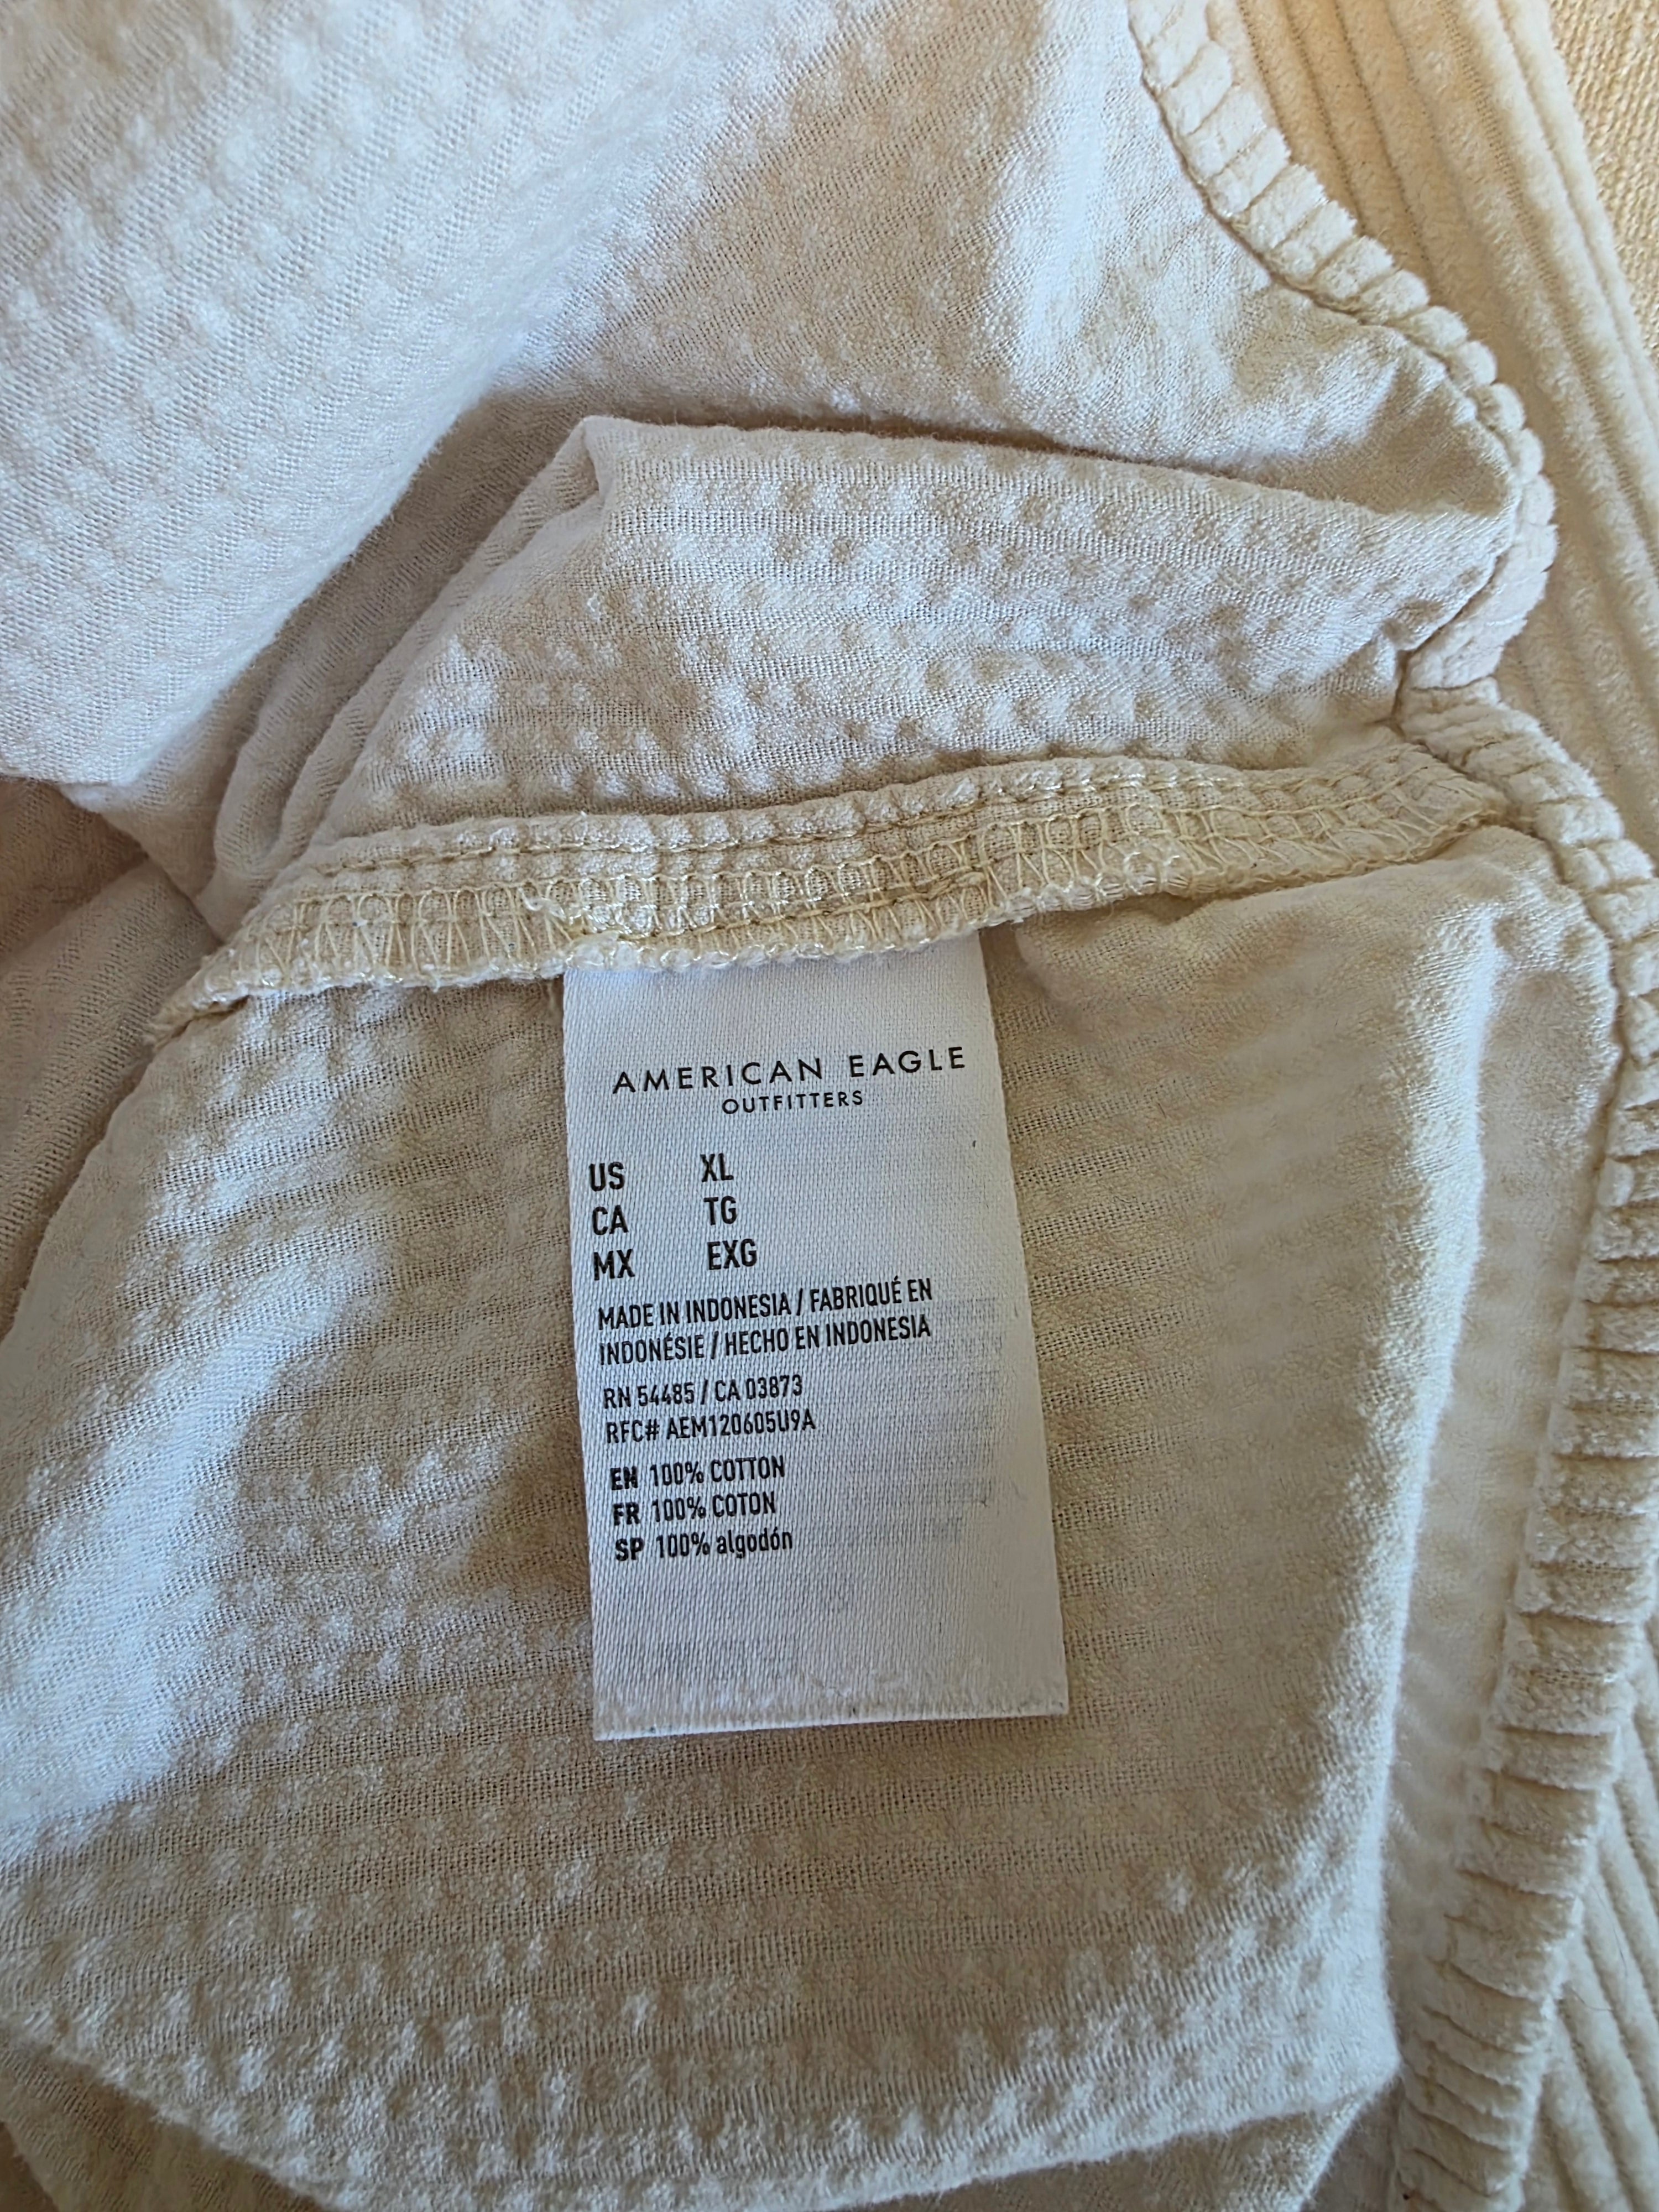 AMERICAN EAGLE
OUTFITTERS
US XL
CA TG
MX EXG
MADE IN INDONESIA / FABRIQUÉ EN
INDONÉSIE / HECHO EN INDONESIA
RN 54485 / CA 03873
RFC# AEM120605U9A
EN 100% COTTON
FR 100% COTON
SP 100% algodón